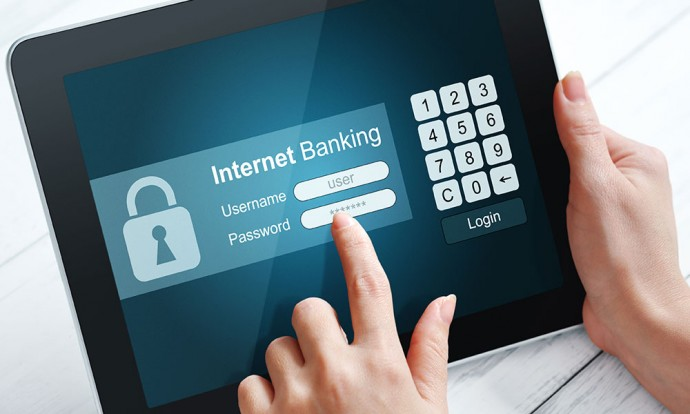 Internet Banking
Username user
Password *******
1 2 3
4 5 6
7 8 9
C 0 ←
Login